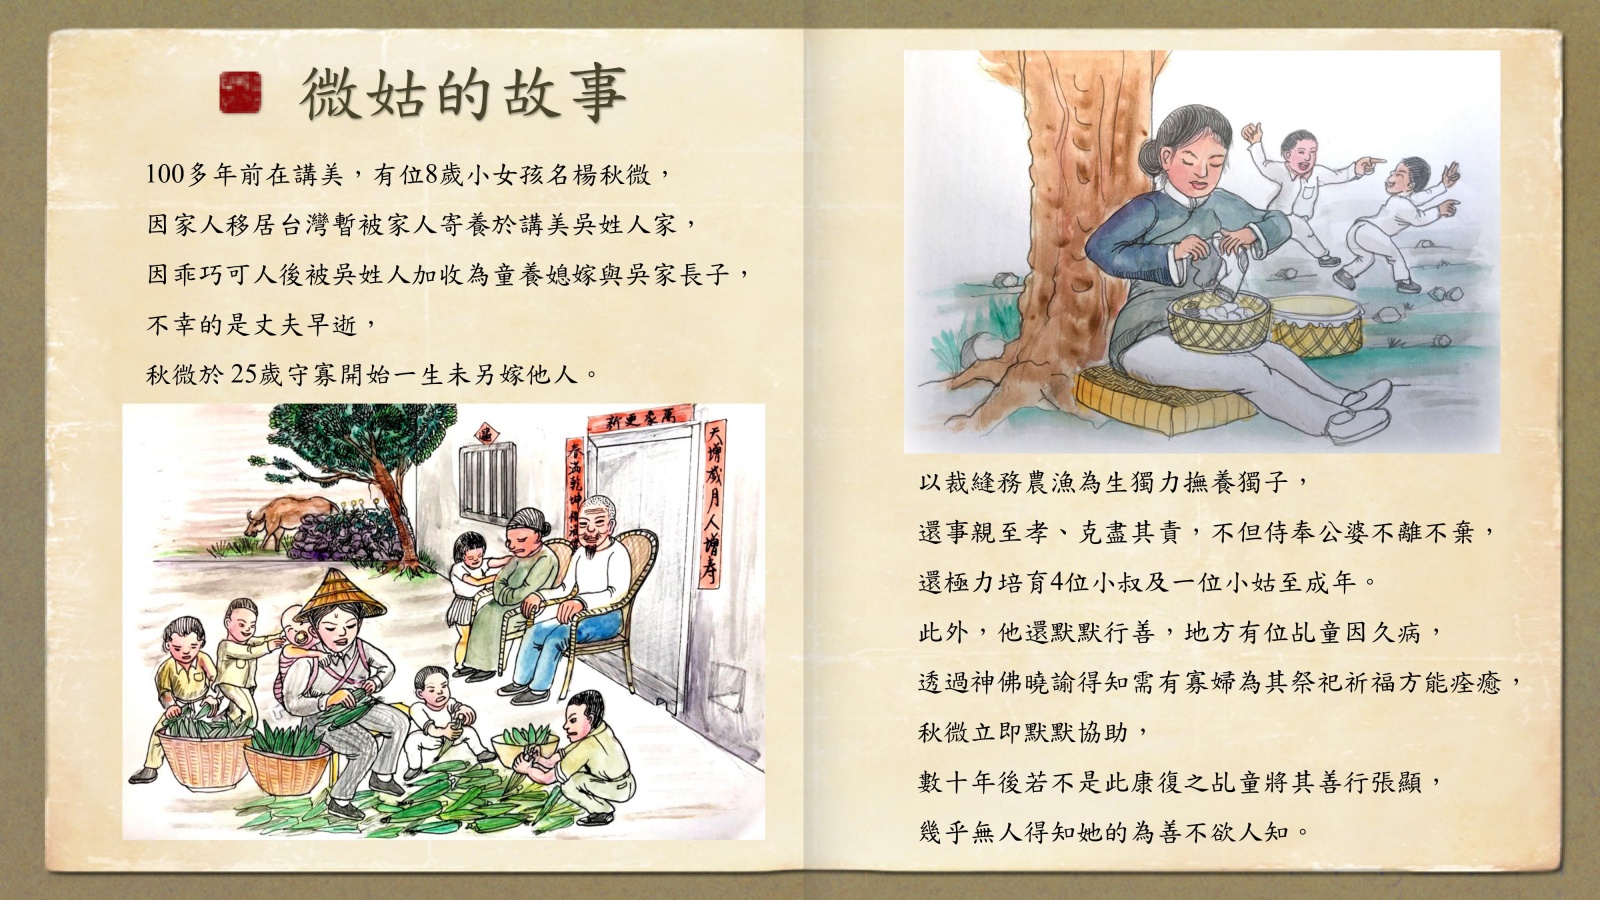 微姑的故事
100多年前在講美，有位8歲小女孩名楊秋微，
因家人移居台灣暫被家人寄養於講美吳姓人家，
因乖巧可人後被吳姓人加收為童養媳嫁與吳家長子，
不幸的是丈夫早逝，
秋微於 25歲守寡開始一生未另嫁他人。
新更象萬
春滿乾坤
天增歲月人增寿
以裁縫務農漁為生獨力撫養獨子，
還事親至孝、克盡其責，不但侍奉公婆不離不棄，
還極力培育4位小叔及一位小姑至成年。
此外，他還默默行善，地方有位乩童因久病，
透過神佛曉諭得知需有寡婦為其祭祀祈福方能痊癒，
秋微立即默默協助，
數十年後若不是此康復之乩童將其善行張顯，
幾乎無人得知她的為善不欲人知。